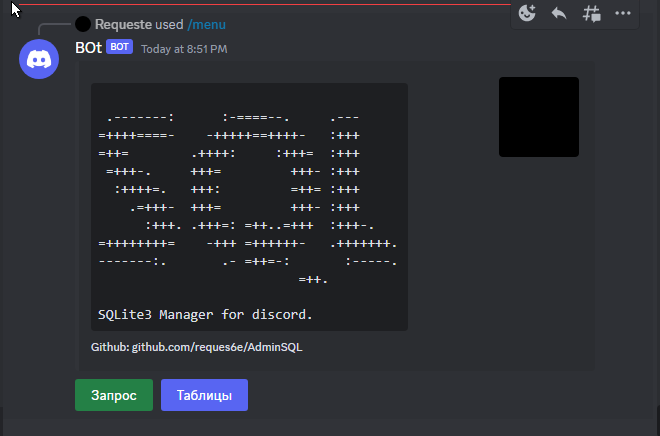 Requeste used /menu
BOt BOT Today at 8:51 PM
 .-------:      :-====--.     .---
=++++====-    -+++++==++++-   :+++
=++=        .++++:     :+++=  :+++
 =+++-.     +++=         +++- :+++
  :++++=.   +++:         =++= :+++
    .=+++-  +++=         +++- :+++
      :+++. .+++=: =++..=+++  :+++-.
=++++++++=    -+++ =++++++-   .+++++++.
-------:.       .- =++=-:       :-----.
                          =++.
SQLite3 Manager for discord.
Github: github.com/reques6e/AdminSQL
Запрос Таблицы